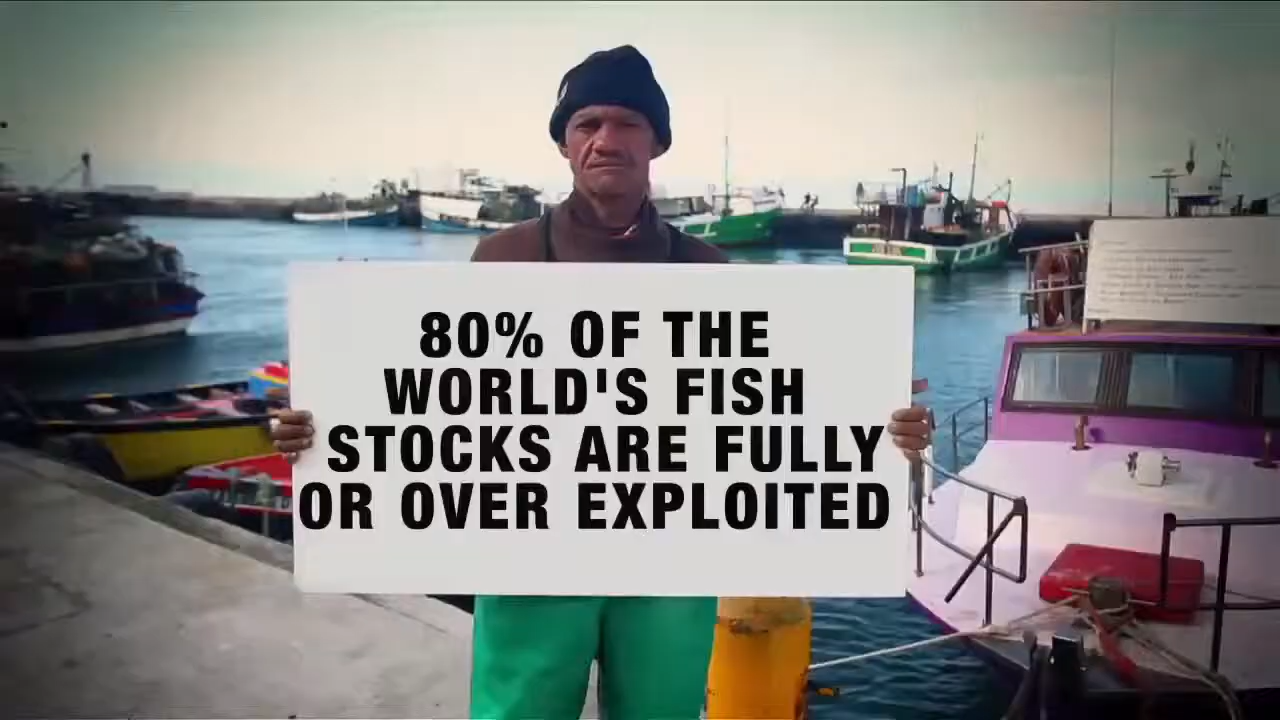 80% OF THE
WORLD'S FISH
STOCKS ARE FULLY
OR OVER EXPLOITED